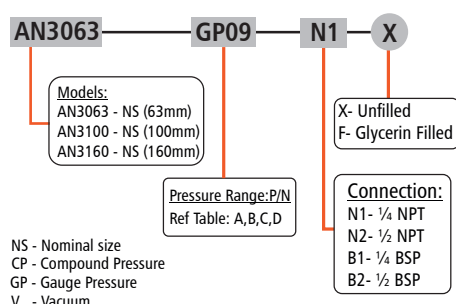 AN3063 GP09 N1 X
Models:
AN3063 - NS (63mm)
AN3100 - NS (100mm)
AN3160 - NS (160mm)
X- Unfilled
F- Glycerin Filled
Pressure Range:P/N
Ref Table: A,B,C,D
Connection:
N1- ¼ NPT
N2- ½ NPT
B1- ¼ BSP
B2- ½ BSP
NS - Nominal size
CP - Compound Pressure
GP - Gauge Pressure
V - Vacuum